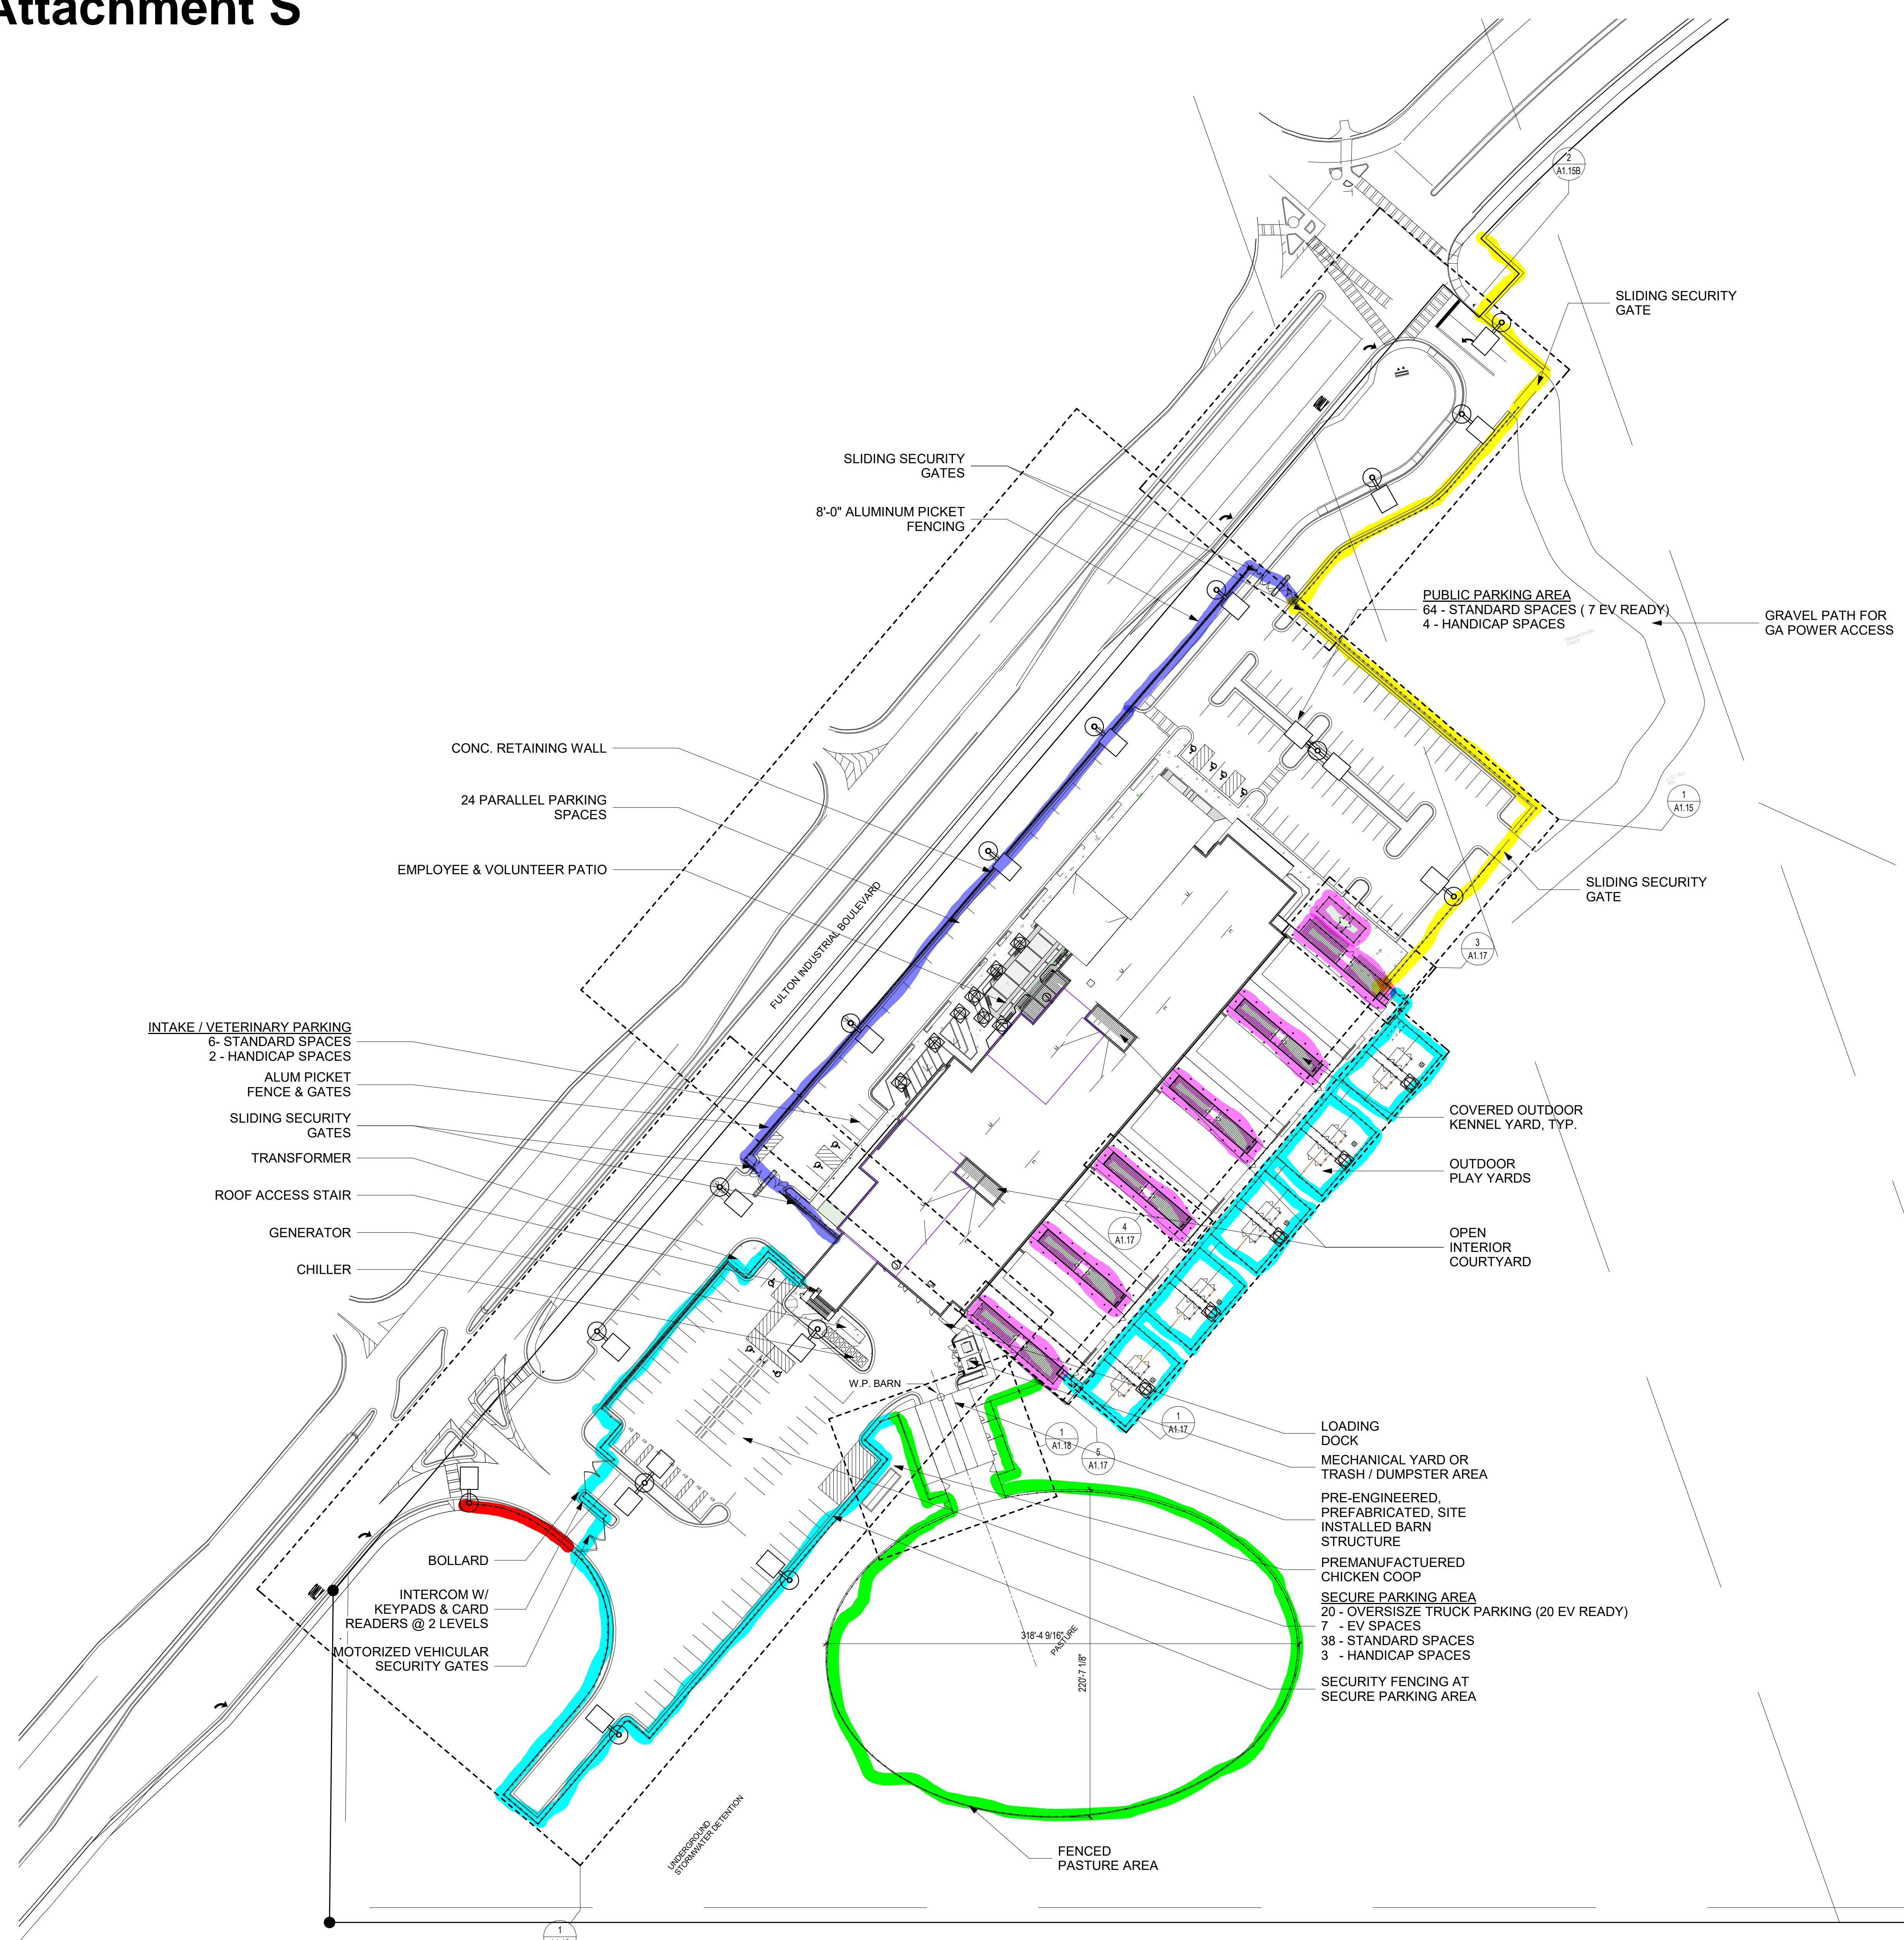 Attachment S
2
A1.15B
SLIDING SECURITY
GATE
SLIDING SECURITY
GATES
8'-0" ALUMINUM PICKET
FENCING
PUBLIC PARKING AREA
64 - STANDARD SPACES ( 7 EV READY)
4 - HANDICAP SPACES
GRAVEL PATH FOR
GA POWER ACCESS
CONC. RETAINING WALL
24 PARALLEL PARKING
SPACES
1
A1.15
EMPLOYEE & VOLUNTEER PATIO
SLIDING SECURITY
GATE
FULTON INDUSTRIAL BOULEVARD
3
A1.17
INTAKE / VETERINARY PARKING
6- STANDARD SPACES
2 - HANDICAP SPACES
ALUM PICKET
FENCE & GATES
SLIDING SECURITY
GATES
TRANSFORMER
ROOF ACCESS STAIR
GENERATOR
CHILLER
COVERED OUTDOOR
KENNEL YARD, TYP.
OUTDOOR
PLAY YARDS
4
A1.17
OPEN
INTERIOR
COURTYARD
W.P. BARN
1
A1.18
5
A1.17
1
A1.17
LOADING
DOCK
MECHANICAL YARD OR
TRASH / DUMPSTER AREA
PRE-ENGINEERED,
PREFABRICATED, SITE
INSTALLED BARN
STRUCTURE
PREMANUFACTUERED
CHICKEN COOP
SECURE PARKING AREA
20 - OVERSISZE TRUCK PARKING (20 EV READY)
7 - EV SPACES
38 - STANDARD SPACES
3 - HANDICAP SPACES
SECURITY FENCING AT
SECURE PARKING AREA
BOLLARD
INTERCOM W/
KEYPADS & CARD
READERS @ 2 LEVELS
MOTORIZED VEHICULAR
SECURITY GATES
318'-4 9/16"
PASTURE
220'-7 1/8"
UNDERGROUND
STORMWATER DETENTION
FENCED
PASTURE AREA
1